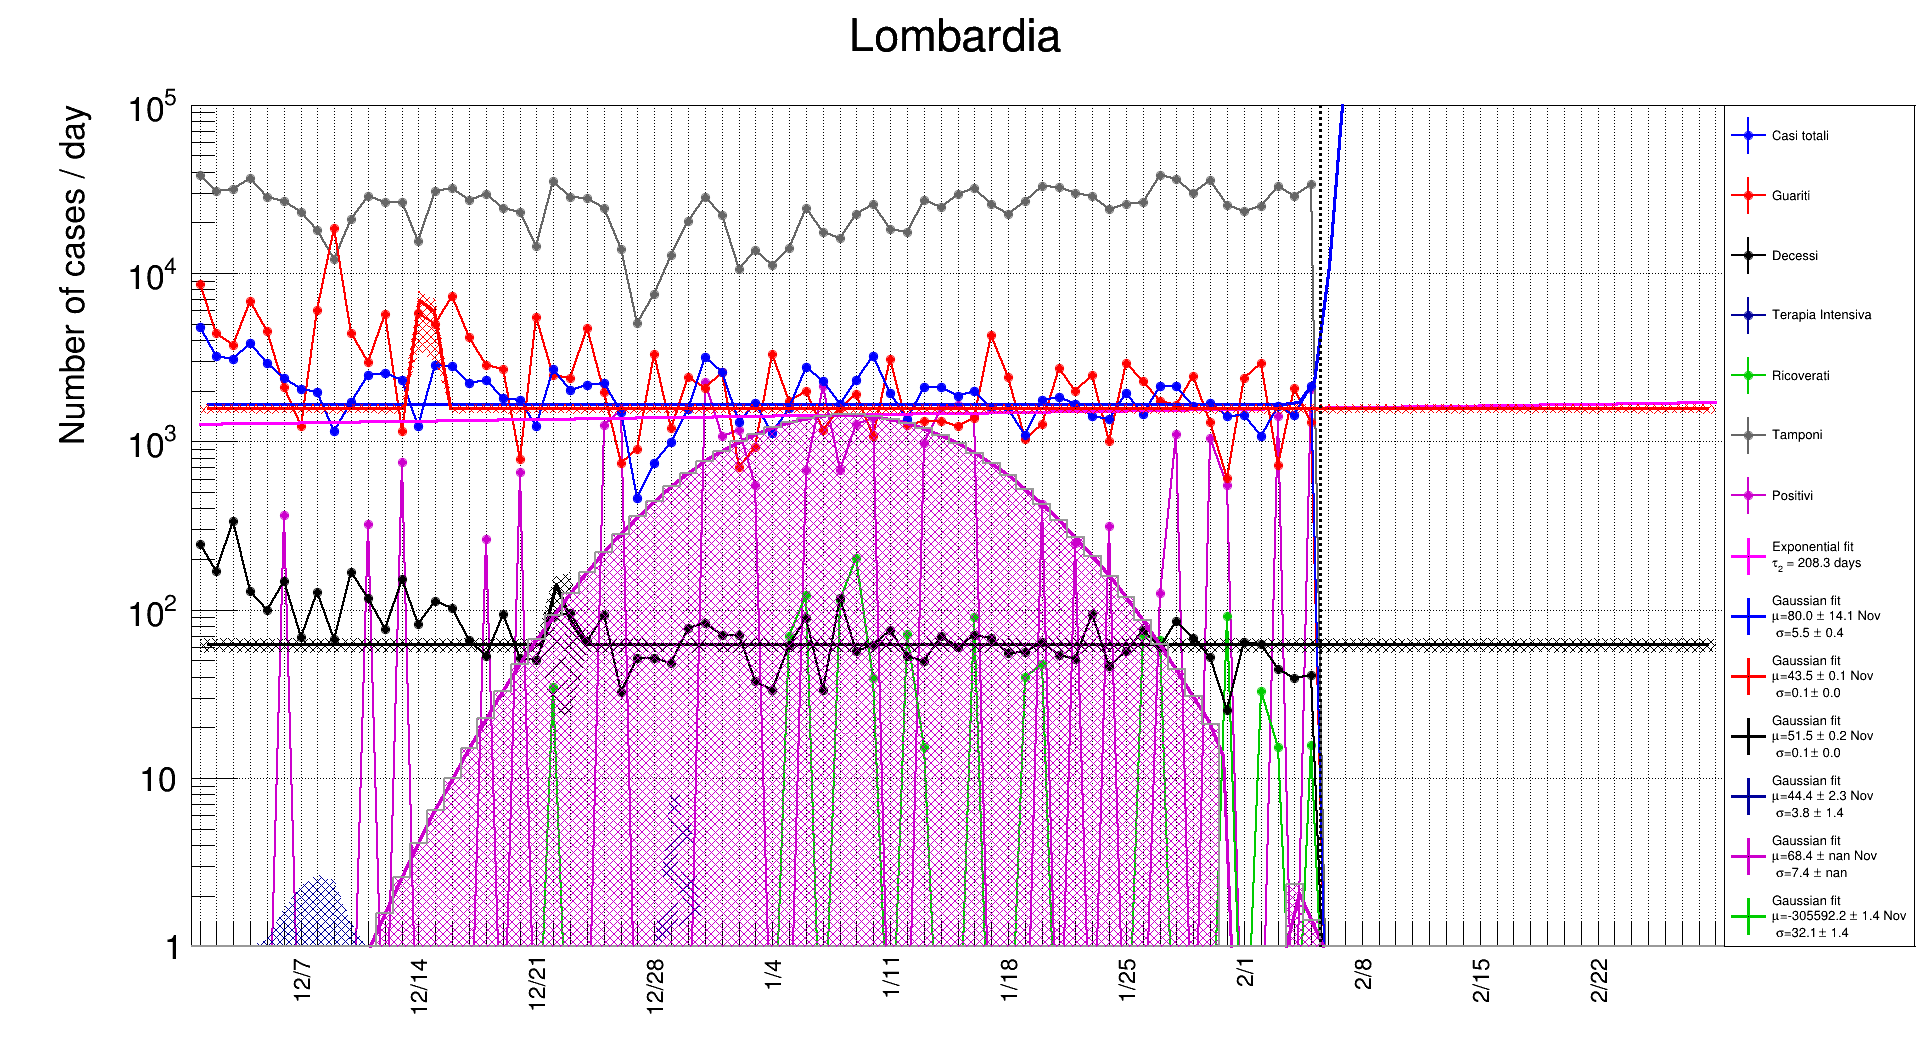 Lombardia
Number of cases / day
10^5
10^4
10^3
10^2
10
1
12/7
12/14
12/21
12/28
1/4
1/11
1/18
1/25
2/1
2/8
2/15
2/22
Casi totali
Guariti
Decessi
Terapia Intensiva
Ricoverati
Tamponi
Positivi
Exponential fit
τ₂ = 208.3 days
Gaussian fit
μ=80.0 ± 14.1 Nov
σ=5.5 ± 0.4
Gaussian fit
μ=43.5 ± 0.1 Nov
σ=0.1 ± 0.0
Gaussian fit
μ=51.5 ± 0.2 Nov
σ=0.1 ± 0.0
Gaussian fit
μ=44.4 ± 2.3 Nov
σ=3.8 ± 1.4
Gaussian fit
μ=68.4 ± nan Nov
σ=7.4 ± nan
Gaussian fit
μ=-305592.2 ± 1.4 Nov
σ=32.1 ± 1.4